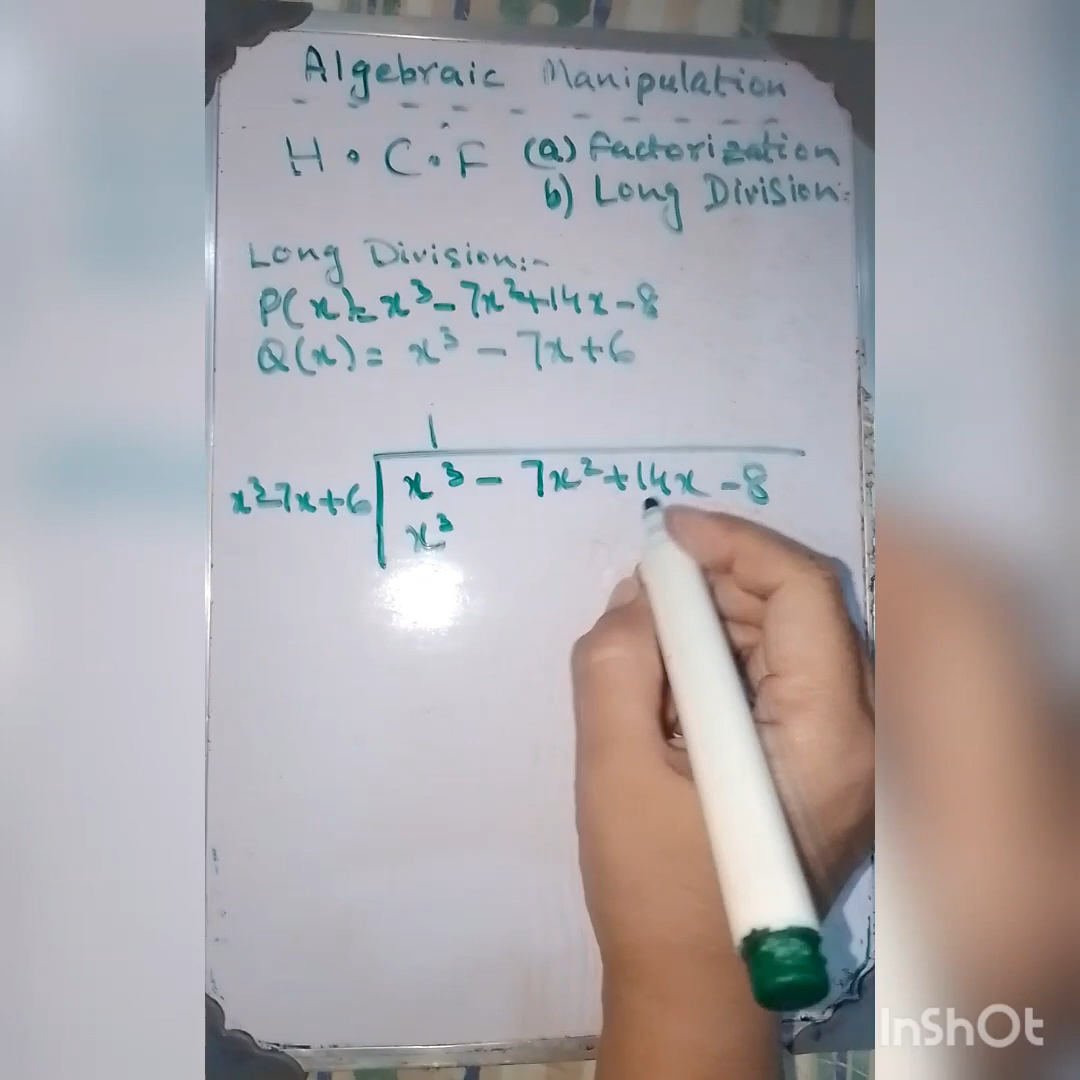 Algebraic Manipulation
H.C.F (a) Factorization
b) Long Division:
Long Division:-
P(x)= x³-7x²+14x-8
Q(x)= x³-7x+6
1
x³-7x+6 x³-7x²+14x-8
x³
InShOt